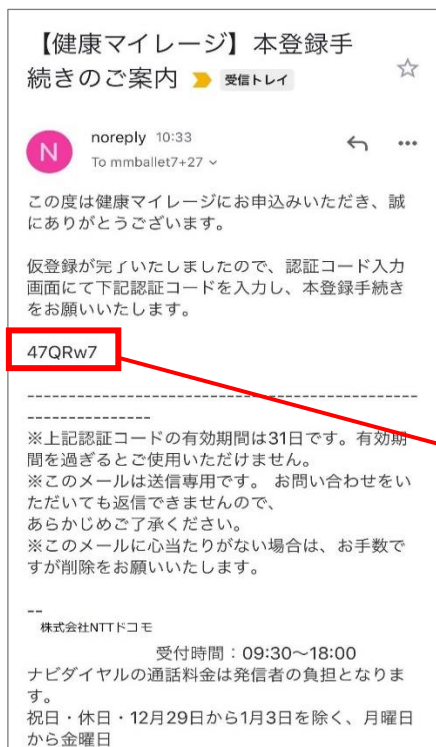 【健康マイレージ】本登録手
続きのご案内 受信トレイ
N
noreply 10:33
To mmballet7+27
この度は健康マイレージにお申込みいただき、誠
にありがとうございます。
仮登録が完了いたしましたので、認証コード入力
画面にて下記認証コードを入力し、本登録手続き
をお願いいたします。
47QRw7
------------------------------------------------
---------------
※上記認証コードの有効期間は31日です。有効期
間を過ぎるとご使用いただけません。
※このメールは送信専用です。 お問い合わせをい
ただいても返信できませんので、
あらかじめご了承ください。
※このメールに心当たりがない場合は、お手数で
すが削除をお願いいたします。
--
株式会社NTTドコモ
受付時間：09:30～18:00
ナビダイヤルの通話料金は発信者の負担となりま
す。
祝日・休日・12月29日から1月3日を除く、月曜日
から金曜日